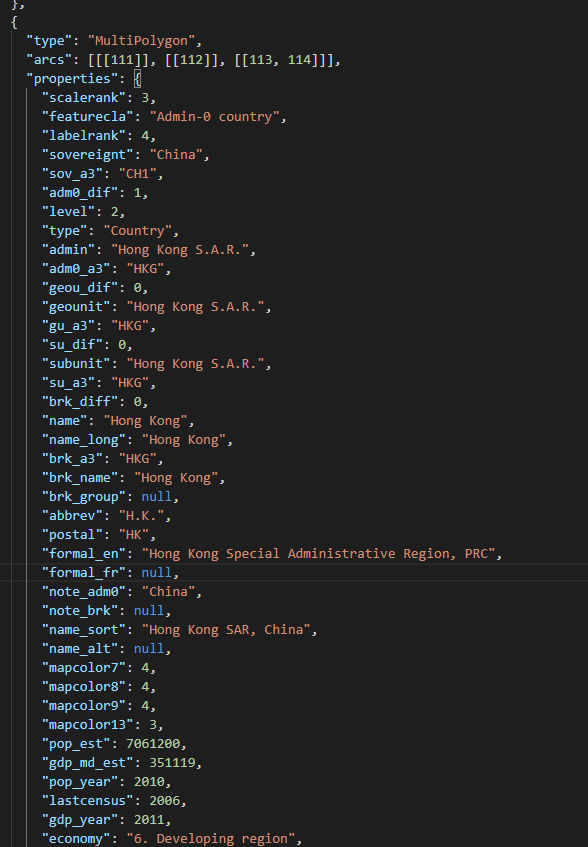 },
{
"type": "MultiPolygon",
"arcs": [[[111]], [[112]], [[113, 114]]],
"properties": {
"scalerank": 3,
"featurecla": "Admin-0 country",
"labelrank": 4,
"sovereignt": "China",
"sov_a3": "CH1",
"adm0_dif": 1,
"level": 2,
"type": "Country",
"admin": "Hong Kong S.A.R.",
"adm0_a3": "HKG",
"geou_dif": 0,
"geounit": "Hong Kong S.A.R.",
"gu_a3": "HKG",
"su_dif": 0,
"subunit": "Hong Kong S.A.R.",
"su_a3": "HKG",
"brk_diff": 0,
"name": "Hong Kong",
"name_long": "Hong Kong",
"brk_a3": "HKG",
"brk_name": "Hong Kong",
"brk_group": null,
"abbrev": "H.K.",
"postal": "HK",
"formal_en": "Hong Kong Special Administrative Region, PRC",
"formal_fr": null,
"note_adm0": "China",
"note_brk": null,
"name_sort": "Hong Kong SAR, China",
"name_alt": null,
"mapcolor7": 4,
"mapcolor8": 4,
"mapcolor9": 4,
"mapcolor13": 3,
"pop_est": 7061200,
"gdp_md_est": 351119,
"pop_year": 2010,
"lastcensus": 2006,
"gdp_year": 2011,
"economy": "6. Developing region",